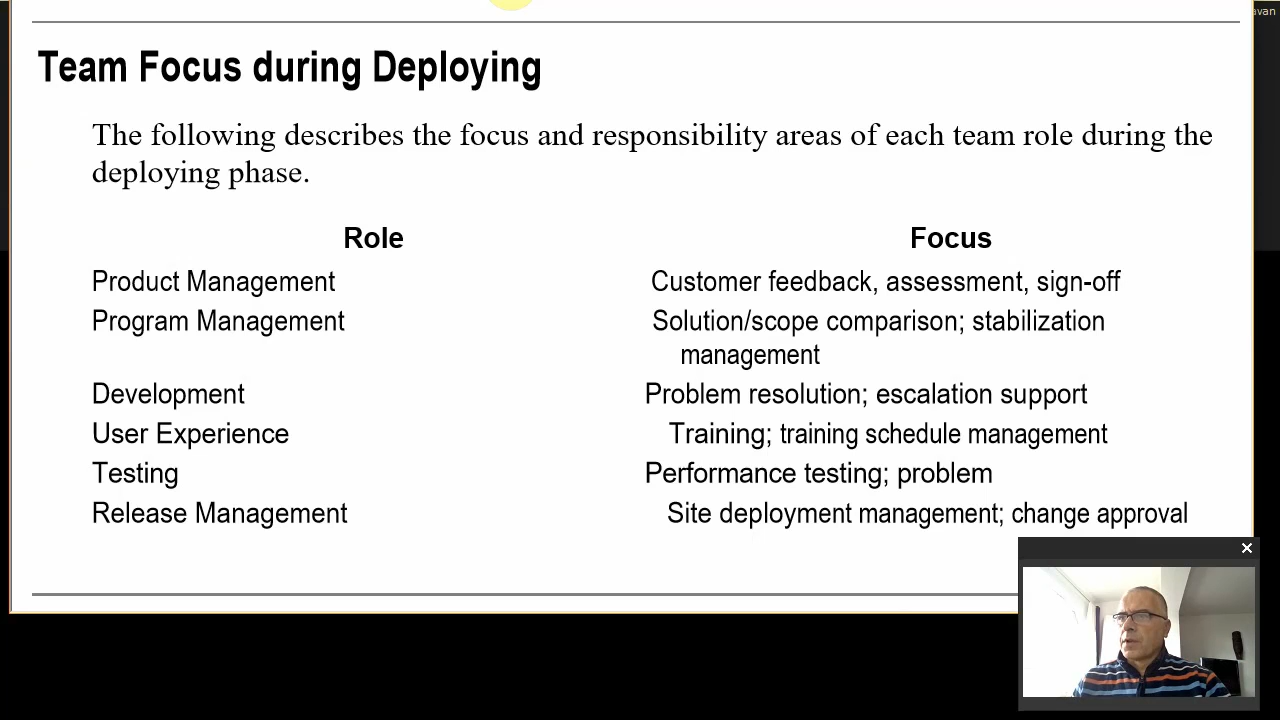 avan
Team Focus during Deploying
The following describes the focus and responsibility areas of each team role during the
deploying phase.
Role Focus
Product Management Customer feedback, assessment, sign-off
Program Management Solution/scope comparison; stabilization
management
Development Problem resolution; escalation support
User Experience Training; training schedule management
Testing Performance testing; problem
Release Management Site deployment management; change approval